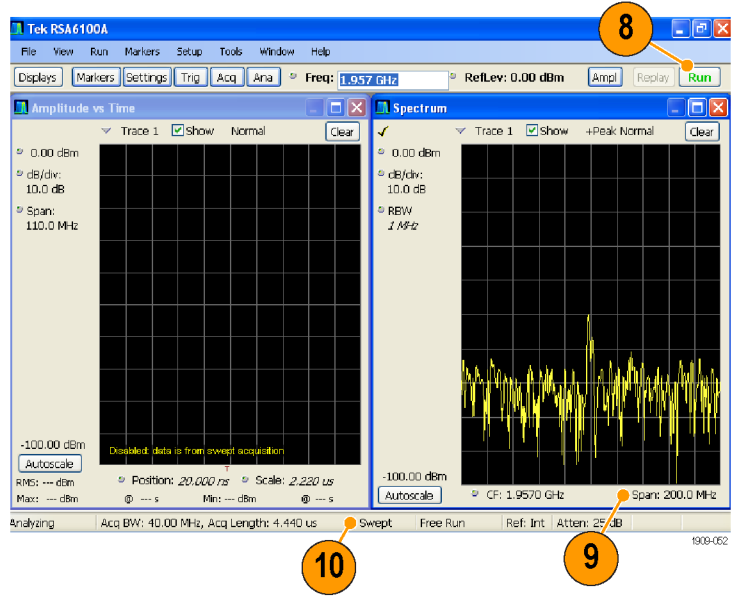 Tek RSA6100A
8
File View Run Markers Setup Tools Window Help
Displays Markers Settings Trig Acq Ana Freq: 1.957 GHz RefLev: 0.00 dBm Ampl Replay Run
Amplitude vs Time
Trace 1 Show Normal Clear
0.00 dBm
dB/div:
10.0 dB
Span:
110.0 MHz
-100.00 dBm
Disabled: data is from swept acquisition
T
Autoscale
Position: 20.000 ns Scale: 2.220 us
RMS: --- dBm
Max: --- dBm @ --- s Min: --- dBm @ --- s
Spectrum
Trace 1 Show +Peak Normal Clear
0.00 dBm
dB/div:
10.0 dB
RBW
1 MHz
-100.00 dBm
Autoscale CF: 1.9570 GHz Span: 200.0 MHz
Analyzing Acq BW: 40.00 MHz, Acq Length: 4.440 us Swept Free Run Ref: Int Atten: 25 dB
10
9
1909-052